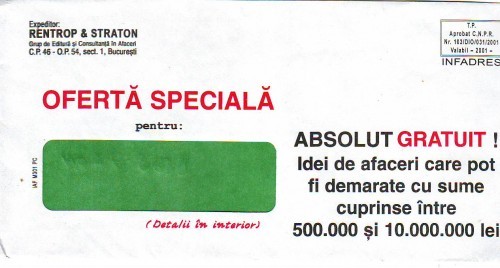 Expeditor:
RENTROP & STRATON
Grup de Editură și Consultanță în Afaceri
C.P. 46 - O.P. 54, sect. 1, București
T.P.
Aprobat C.N.P.R.
Nr. 103/DIO/031/2001
Valabil - 2001 -
INFADRES
OFERTĂ SPECIALĂ
pentru:
IAF M301 PC
(Detalii în interior)
ABSOLUT GRATUIT !
Idei de afaceri care pot
fi demarate cu sume
cuprinse între
500.000 și 10.000.000 lei